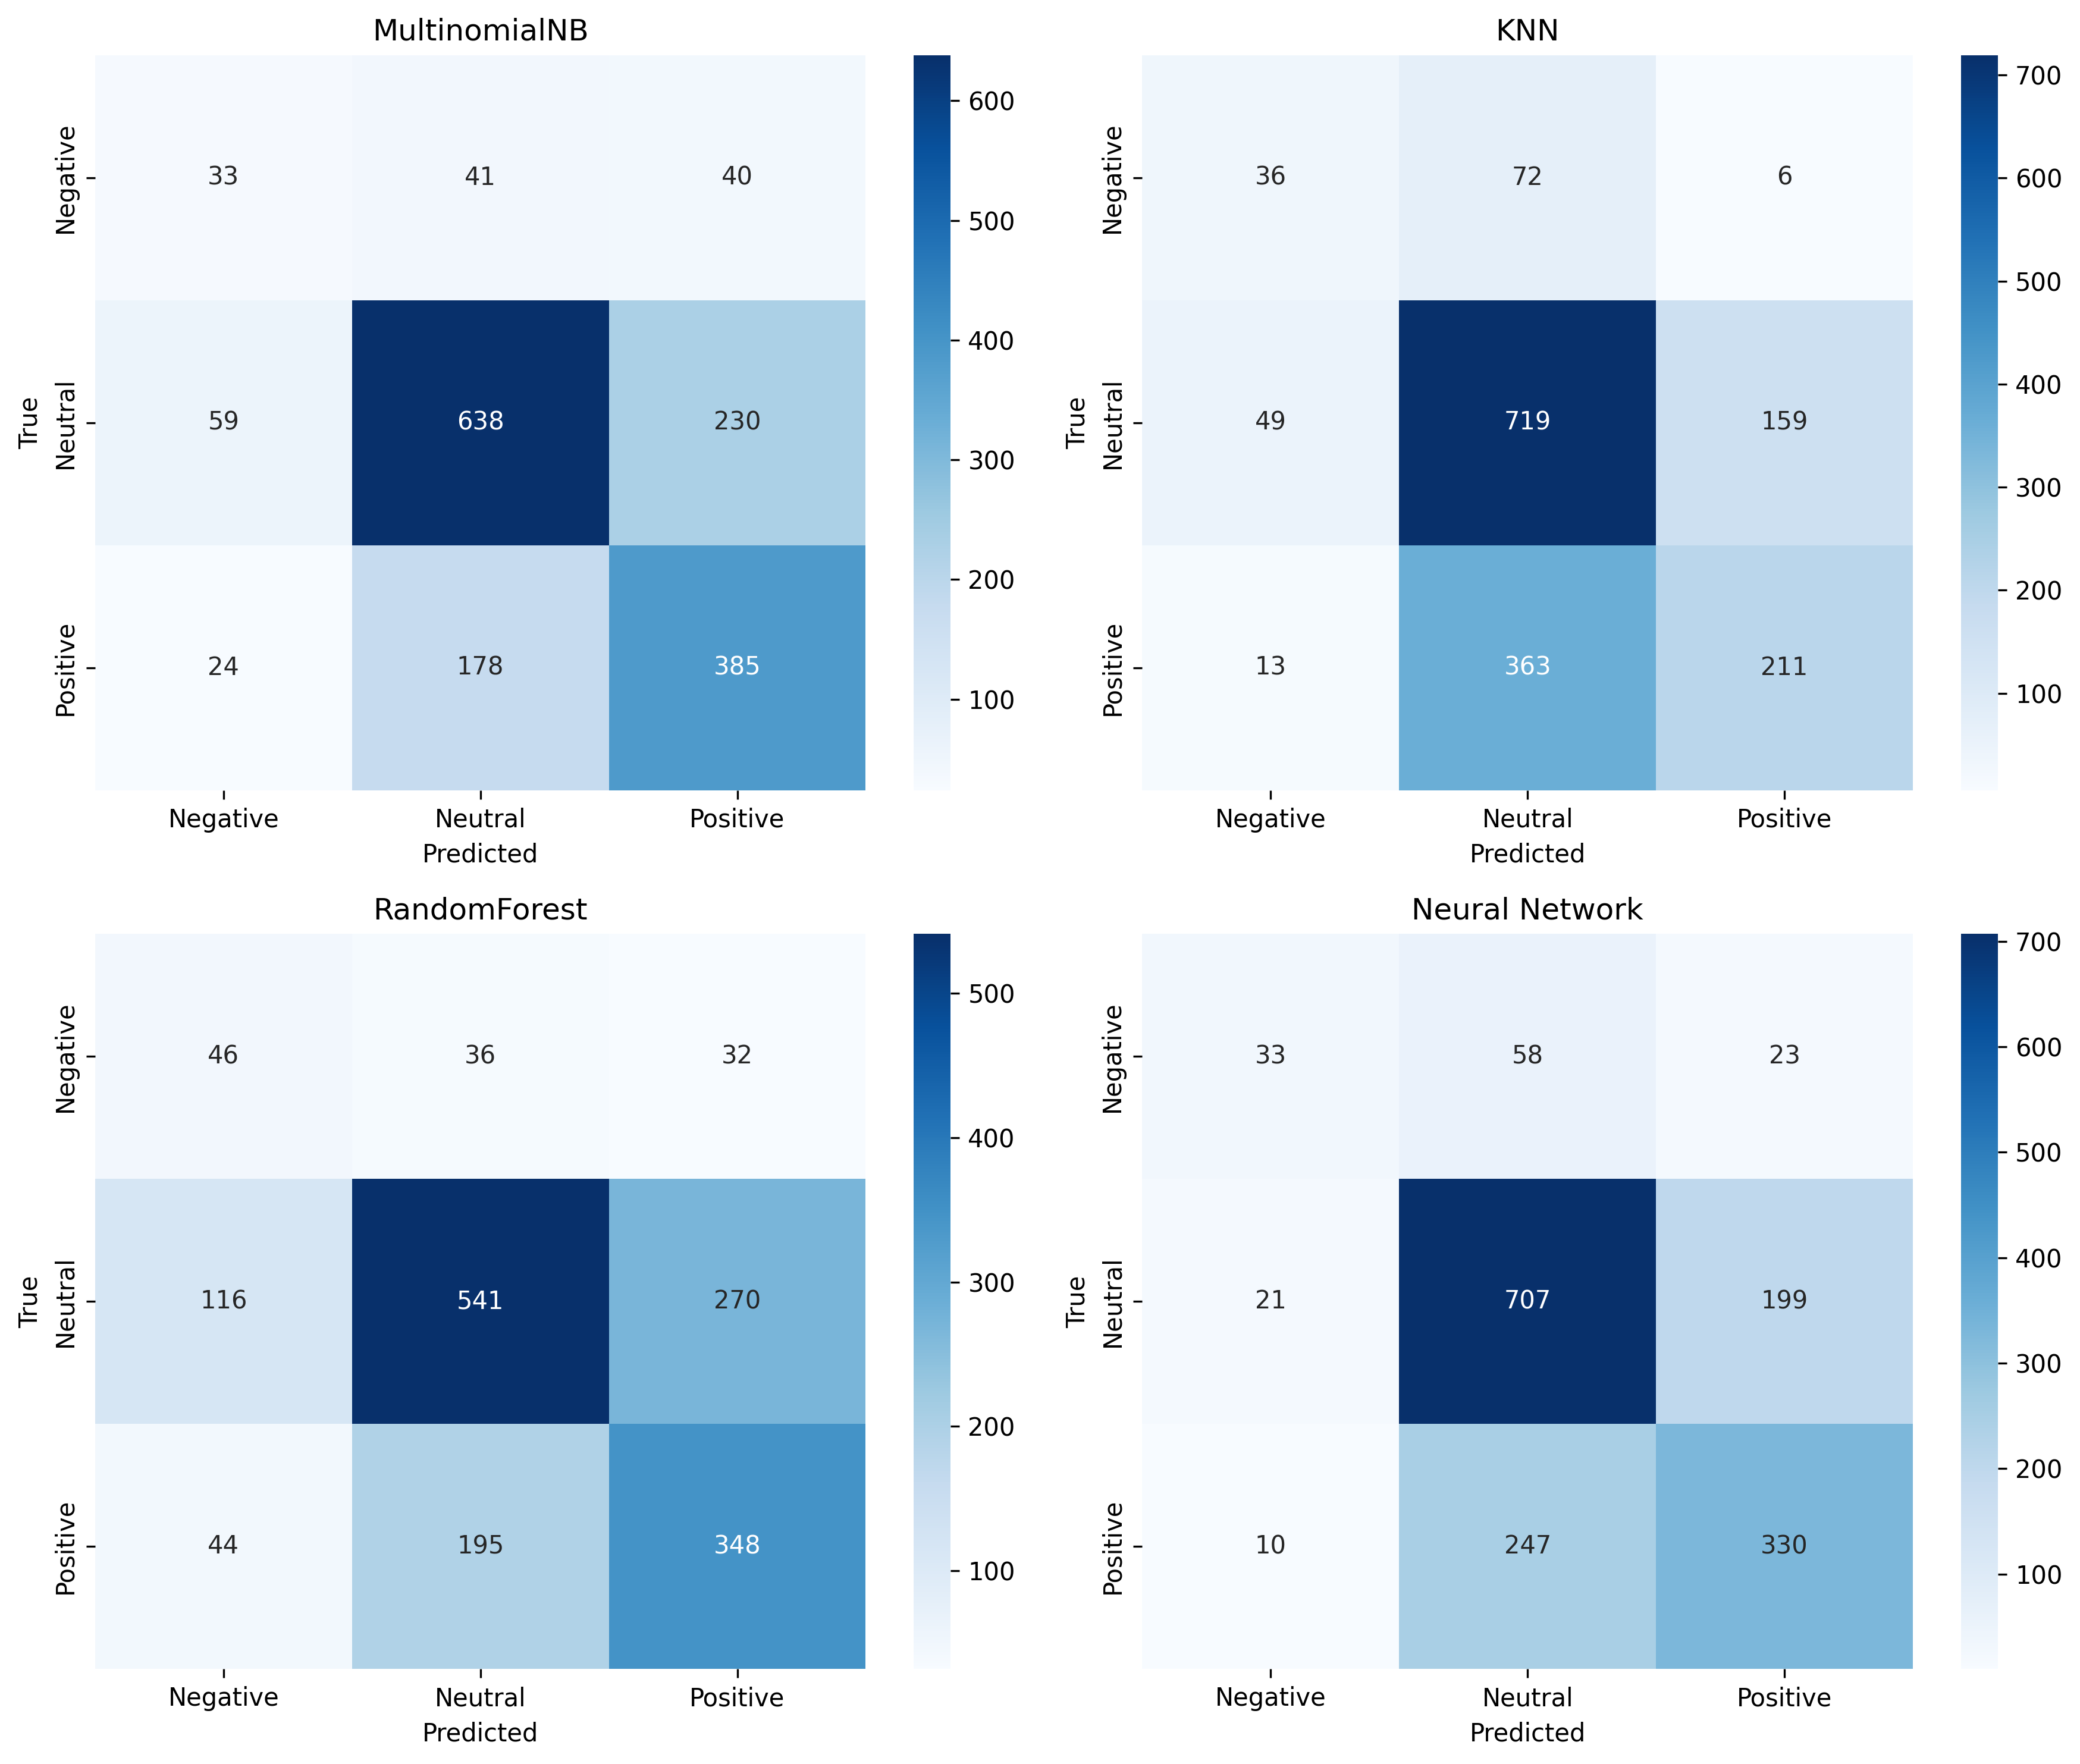 MultinomialNB
Negative
33 41 40
True
Neutral
59 638 230
Positive
24 178 385
Negative Neutral Positive
Predicted
600
500
400
300
200
100
KNN
Negative
36 72 6
True
Neutral
49 719 159
Positive
13 363 211
Negative Neutral Positive
Predicted
700
600
500
400
300
200
100
RandomForest
Negative
46 36 32
True
Neutral
116 541 270
Positive
44 195 348
Negative Neutral Positive
Predicted
500
400
300
200
100
Neural Network
Negative
33 58 23
True
Neutral
21 707 199
Positive
10 247 330
Negative Neutral Positive
Predicted
700
600
500
400
300
200
100